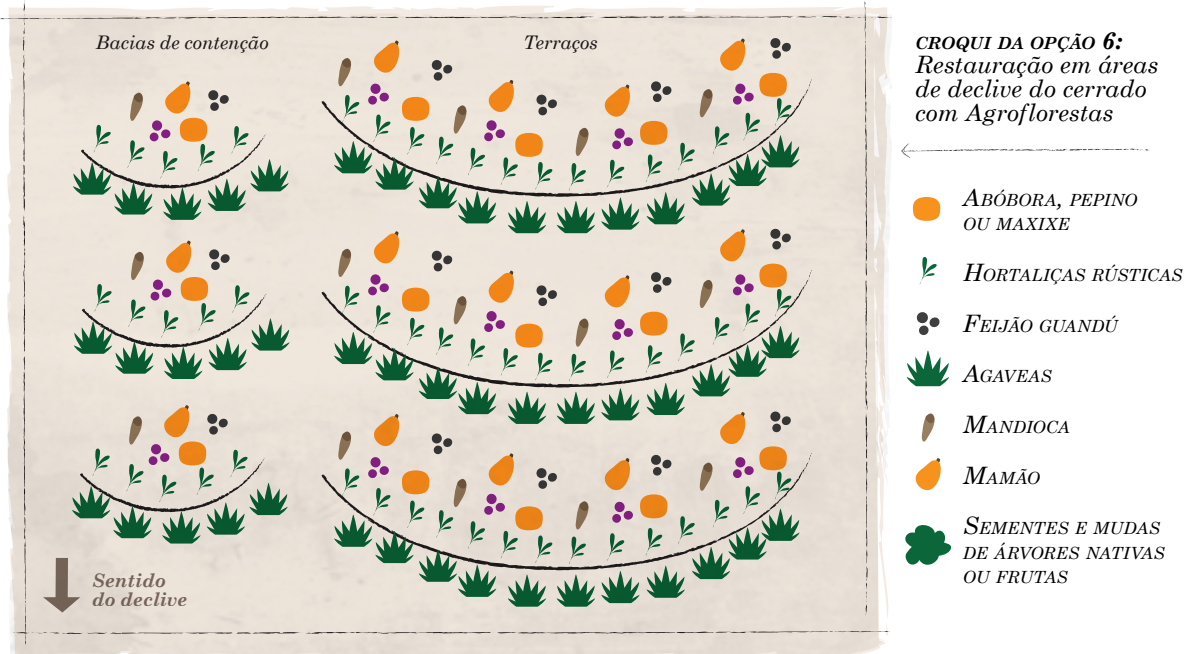 Bacias de contenção
Terraços
Sentido
do declive
CROQUI DA OPÇÃO 6:
Restauração em áreas
de declive do cerrado
com Agroflorestas
Abóbora, pepino
ou maxixe
Hortaliças rústicas
Feijão guandú
Agaveas
Mandioca
Mamão
Sementes e mudas
de árvores nativas
ou frutas